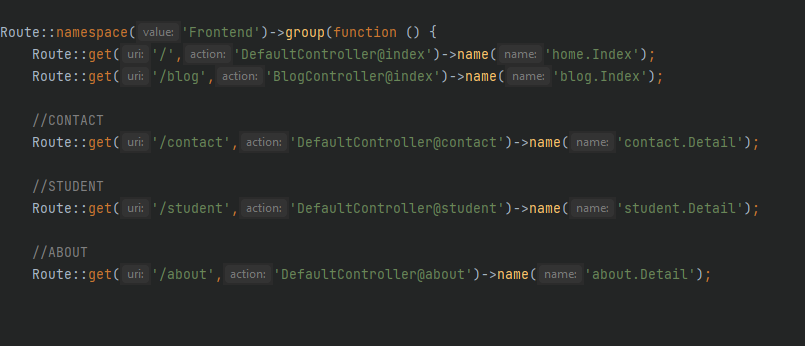 Route::namespace( value: 'Frontend')->group(function () {
Route::get( uri: '/', action: 'DefaultController@index')->name( name: 'home.Index');
Route::get( uri: '/blog', action: 'BlogController@index')->name( name: 'blog.Index');
//CONTACT
Route::get( uri: '/contact', action: 'DefaultController@contact')->name( name: 'contact.Detail');
//STUDENT
Route::get( uri: '/student', action: 'DefaultController@student')->name( name: 'student.Detail');
//ABOUT
Route::get( uri: '/about', action: 'DefaultController@about')->name( name: 'about.Detail');